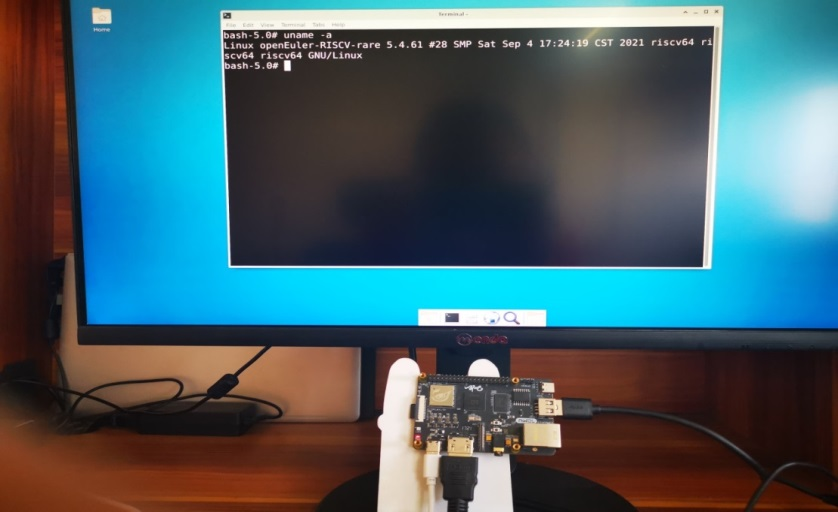 Terminal -
File Edit View Terminal Tabs Help
bash-5.0# uname -a
Linux openEuler-RISCV-rare 5.4.61 #28 SMP Sat Sep 4 17:24:19 CST 2021 riscv64 ri
scv64 riscv64 GNU/Linux
bash-5.0#
Home